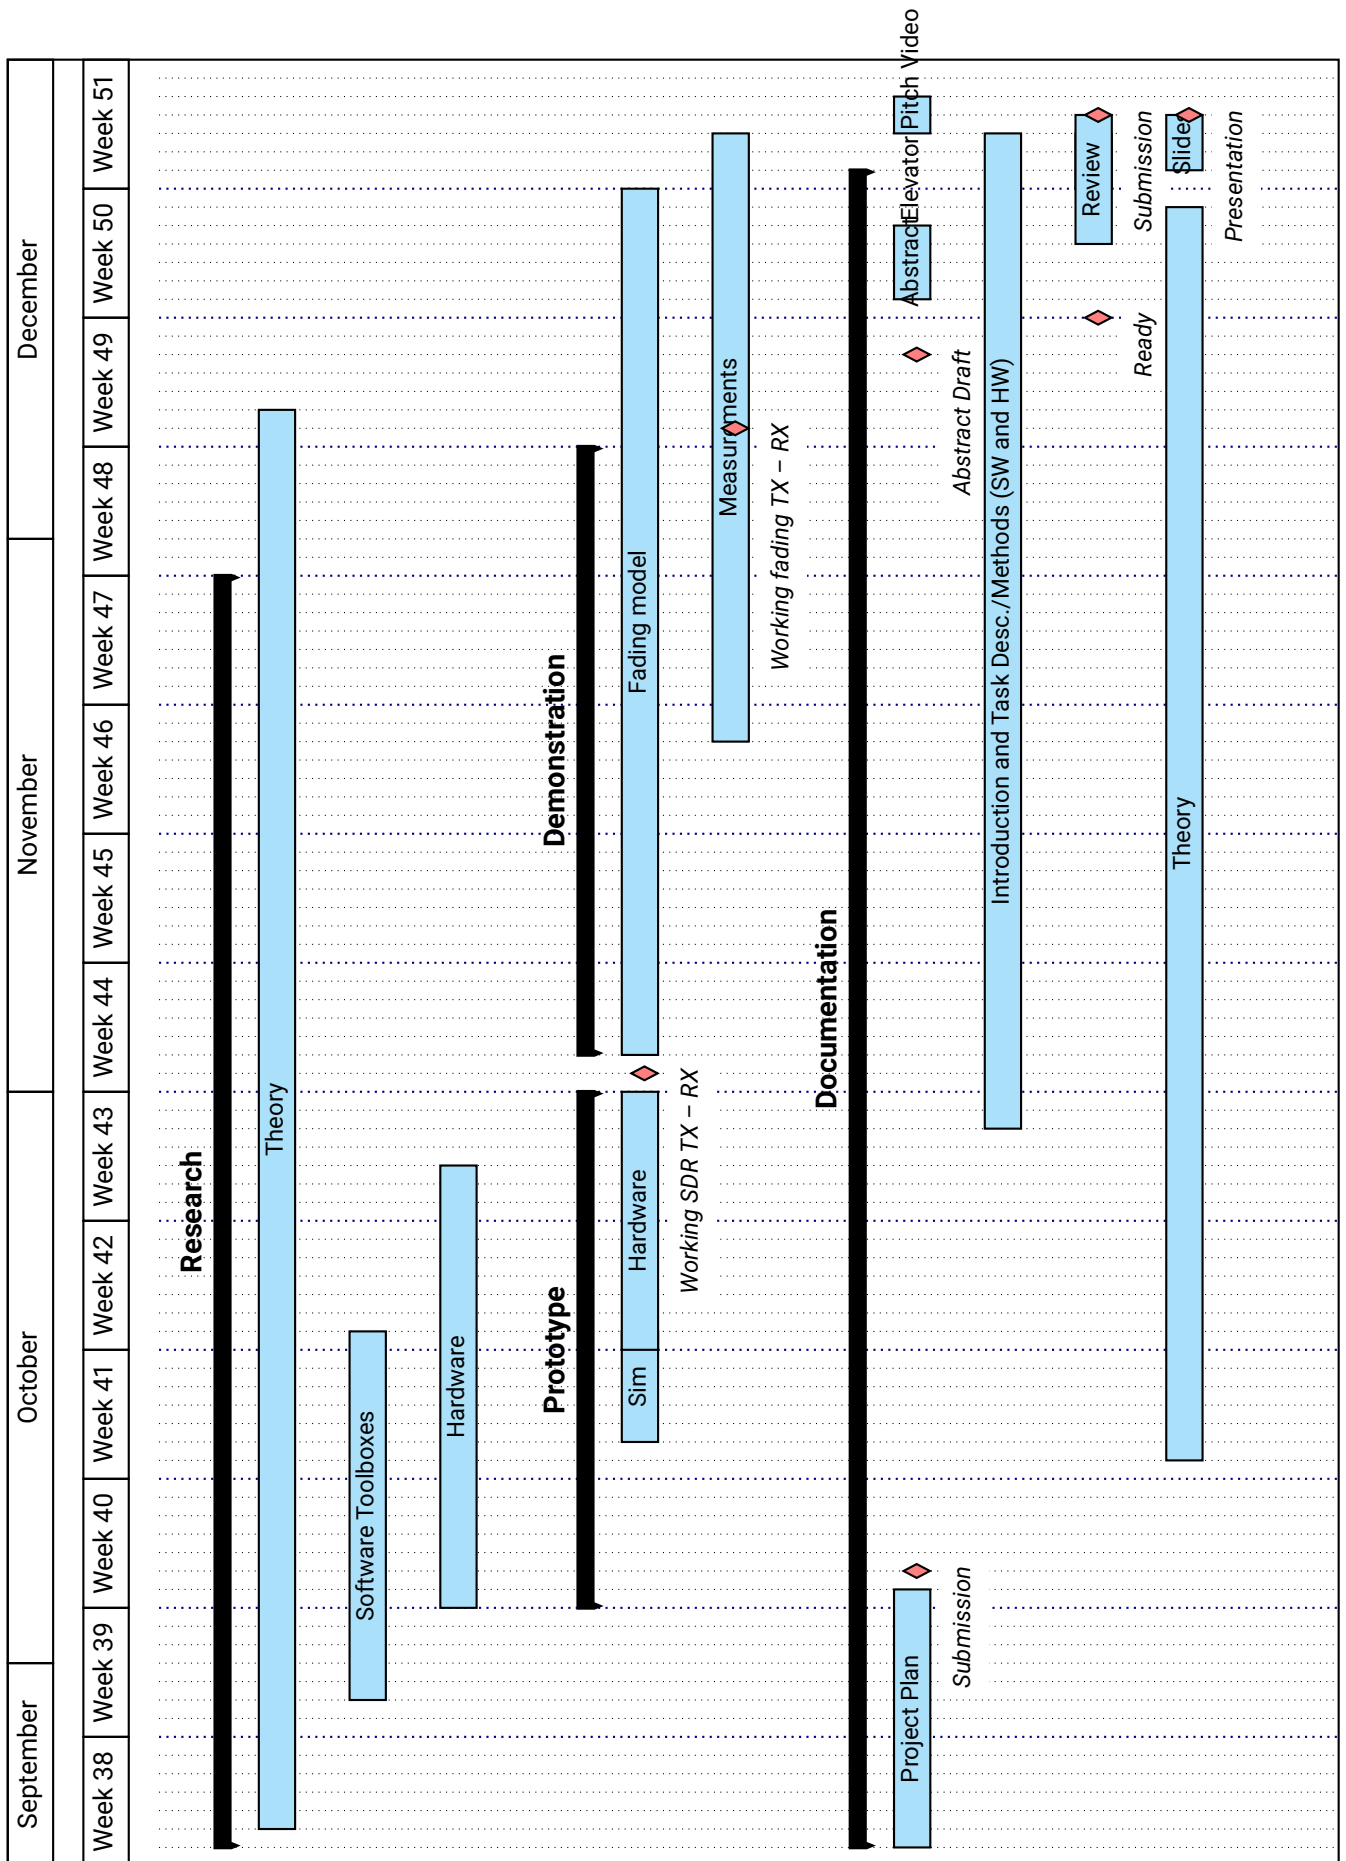 September
October
November
December
Week 38
Week 39
Week 40
Week 41
Week 42
Week 43
Week 44
Week 45
Week 46
Week 47
Week 48
Week 49
Week 50
Week 51
Research
Theory
Software Toolboxes
Hardware
Prototype
Demonstration
Sim
Hardware
Fading model
Working SDR TX – RX
Measurements
Working fading TX – RX
Documentation
Project Plan
Abstract
Elevator Pitch Video
Submission
Abstract Draft
Introduction and Task Desc./Methods (SW and HW)
Review
Ready
Submission
Theory
Slides
Presentation